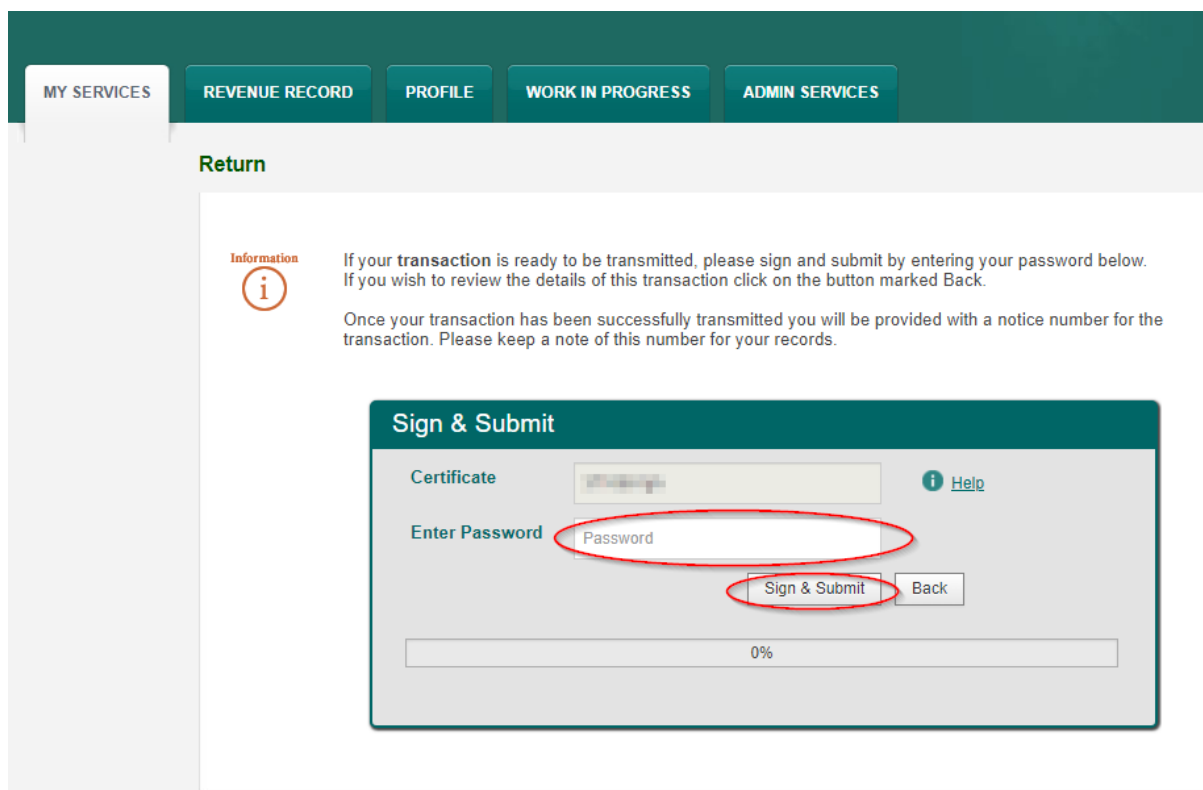 MY SERVICES
REVENUE RECORD
PROFILE
WORK IN PROGRESS
ADMIN SERVICES
Return
Information
i
If your transaction is ready to be transmitted, please sign and submit by entering your password below.
If you wish to review the details of this transaction click on the button marked Back.
Once your transaction has been successfully transmitted you will be provided with a notice number for the
transaction. Please keep a note of this number for your records.
Sign & Submit
Certificate
i Help
Enter Password
Password
Sign & Submit
Back
0%